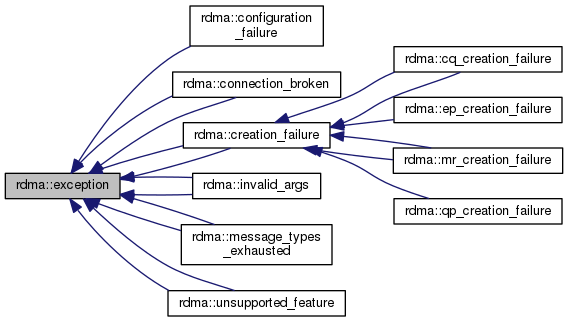 rdma::exception
rdma::configuration
_failure
rdma::connection_broken
rdma::creation_failure
rdma::invalid_args
rdma::message_types
_exhausted
rdma::unsupported_feature
rdma::cq_creation_failure
rdma::ep_creation_failure
rdma::mr_creation_failure
rdma::qp_creation_failure